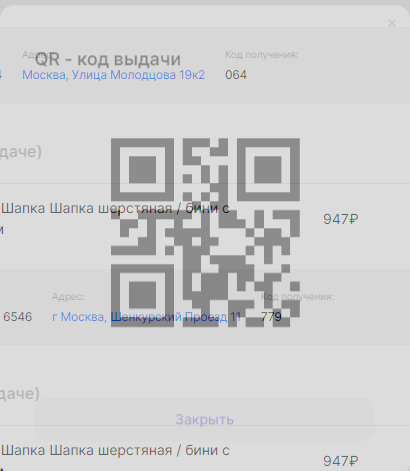 ×
Адрес: Код получения:
QR - код выдачи
Москва, Улица Молодцова 19к2 064
даче)
Шапка Шапка шерстяная / бини с 947₽
Адрес: Код получения:
6546 г Москва, Шенкурский Проезд 11 779
даче)
Закрыть
Шапка Шапка шерстяная / бини с 947₽